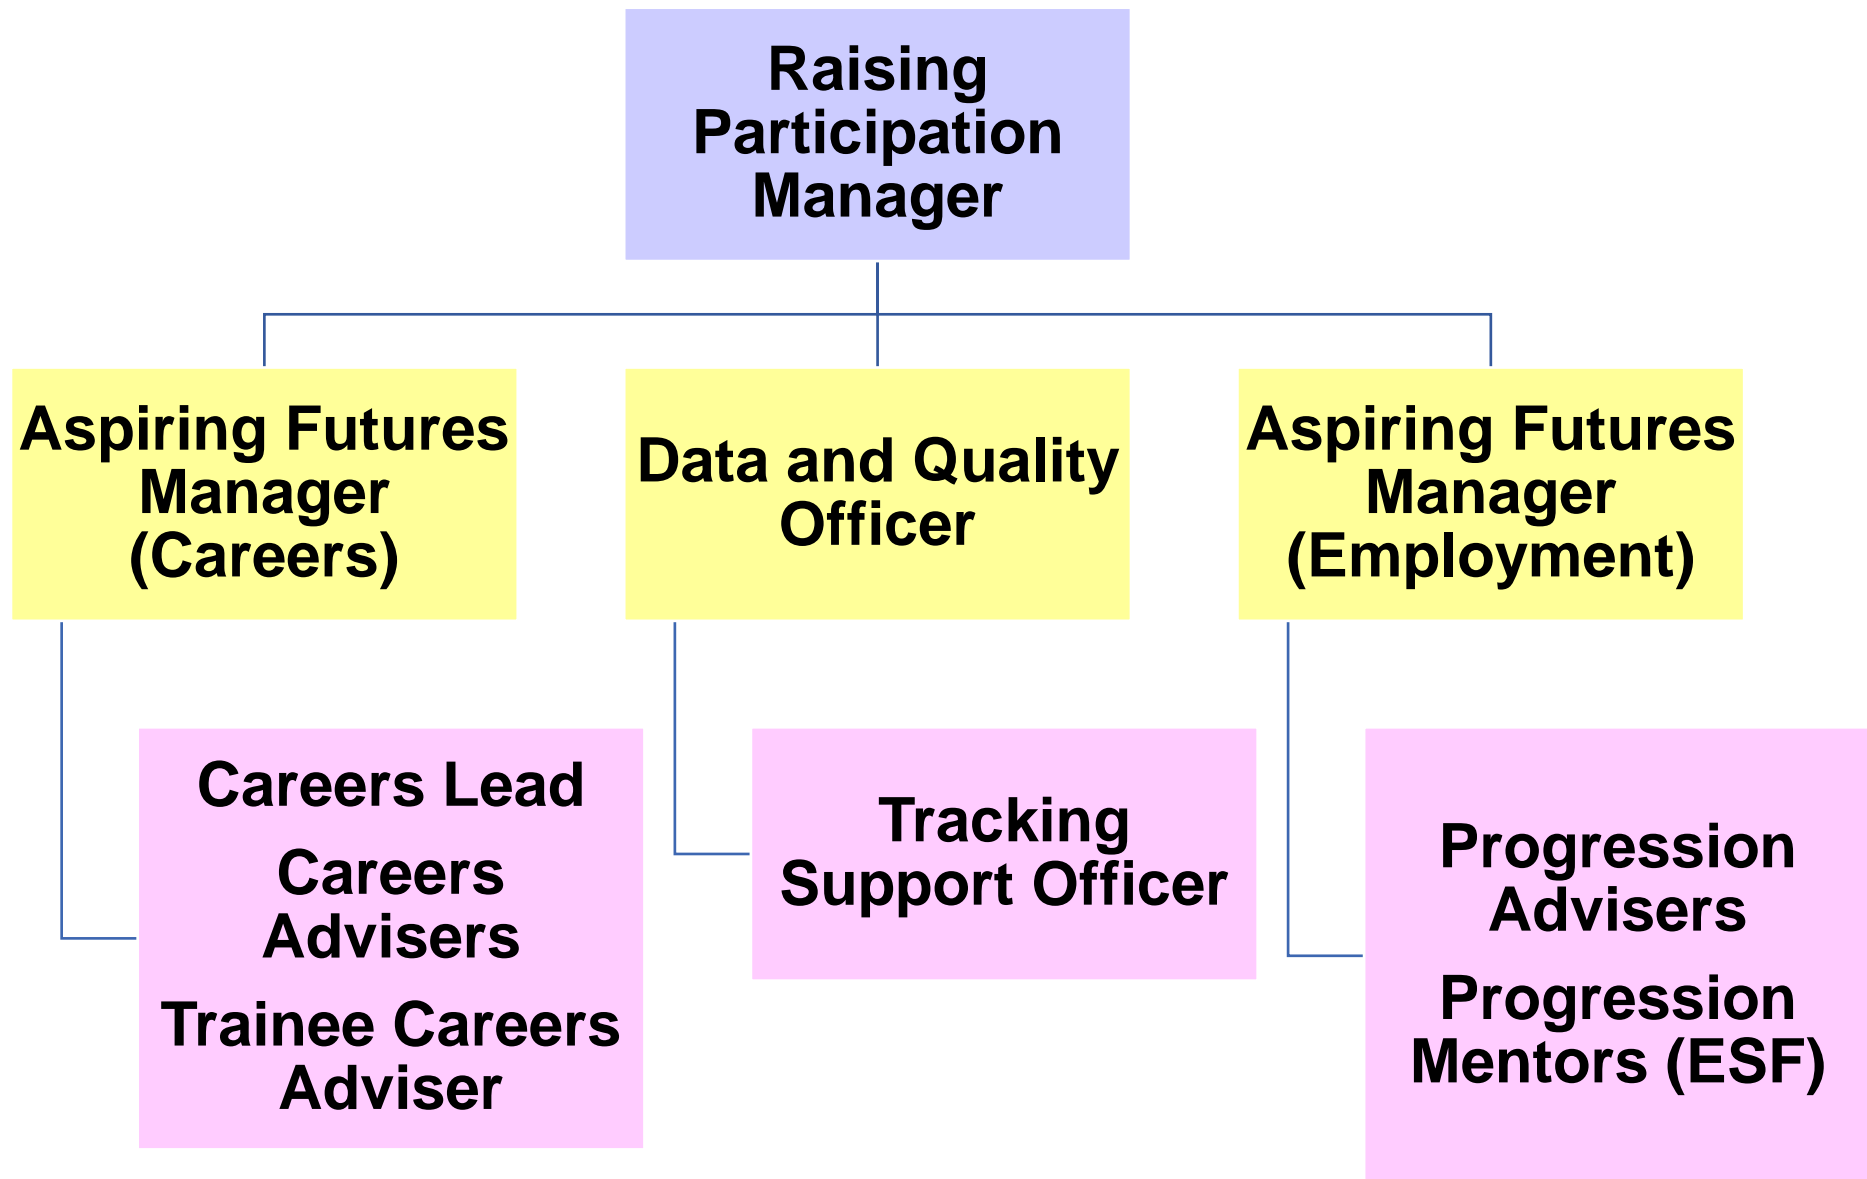 Raising
Participation
Manager
Aspiring Futures
Manager
(Careers)
Data and Quality
Officer
Aspiring Futures
Manager
(Employment)
Careers Lead
Careers
Advisers
Trainee Careers
Adviser
Tracking
Support Officer
Progression
Advisers
Progression
Mentors (ESF)